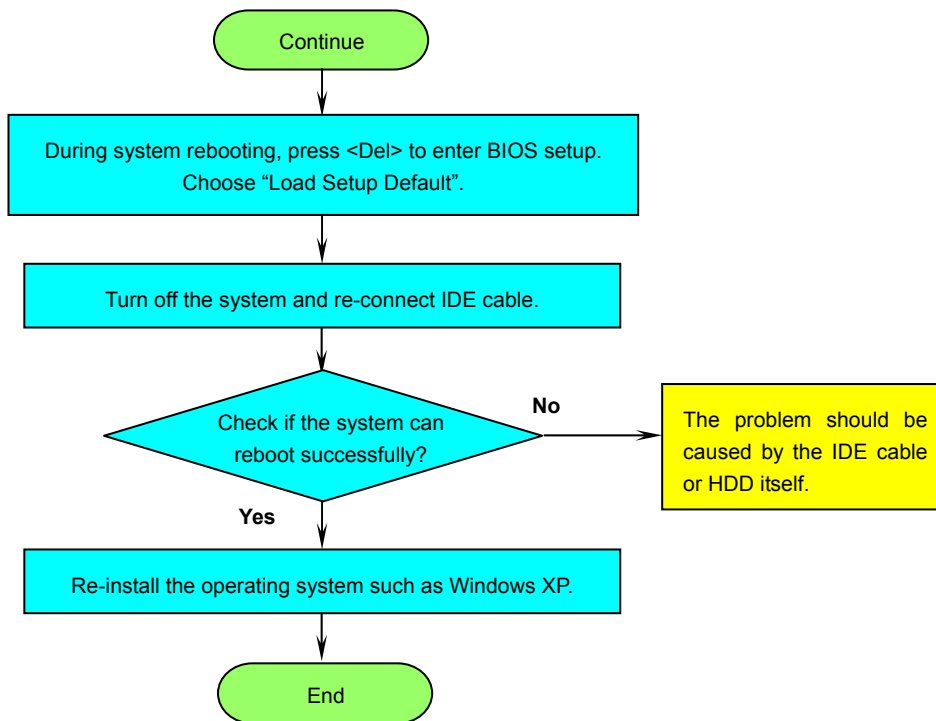 Continue
During system rebooting, press <Del> to enter BIOS setup.
Choose “Load Setup Default”.
Turn off the system and re-connect IDE cable.
Check if the system can
reboot successfully?
No
The problem should be
caused by the IDE cable
or HDD itself.
Yes
Re-install the operating system such as Windows XP.
End